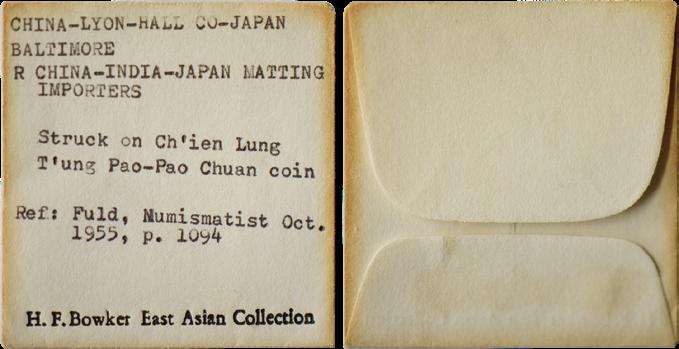 CHINA-LYON-HALL CO-JAPAN
BALTIMORE
R CHINA-INDIA-JAPAN MATTING
IMPORTERS
Struck on Ch'ien Lung
T'ung Pao-Pao Chuan coin
Ref: Fuld, Numismatist Oct.
1955, p. 1094
H. F. Bowker East Asian Collection